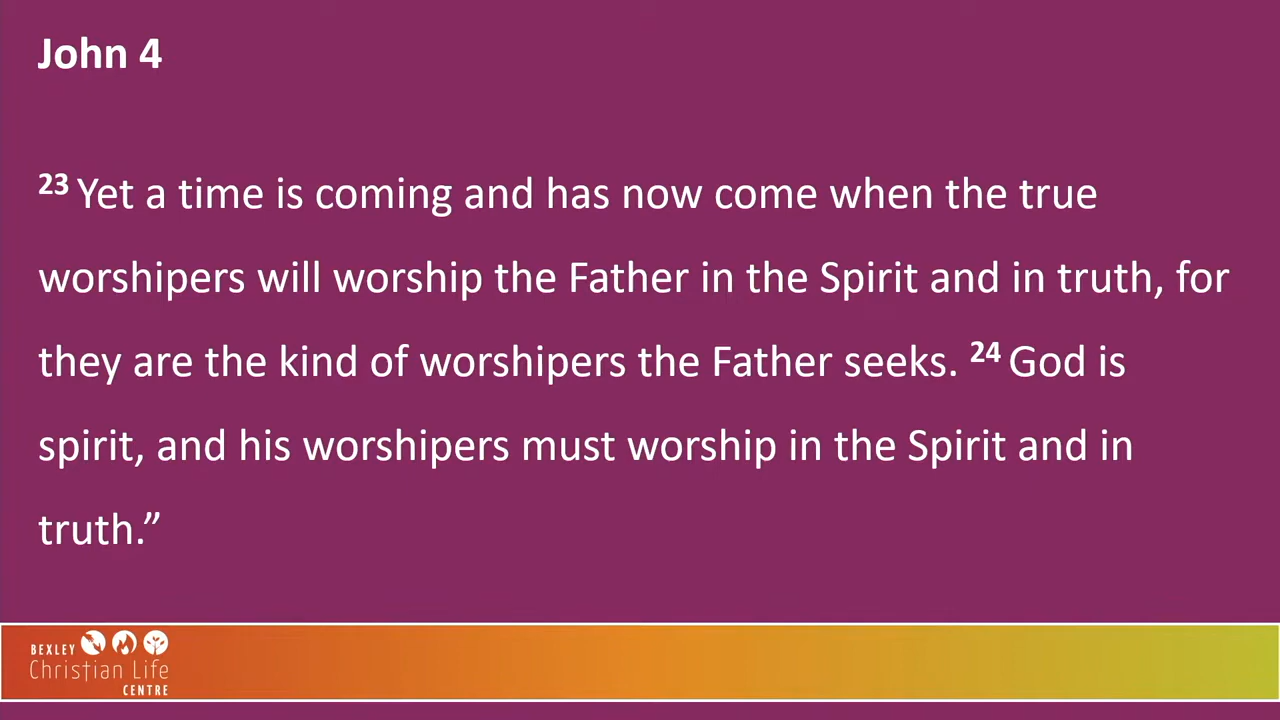 John 4
23 Yet a time is coming and has now come when the true
worshipers will worship the Father in the Spirit and in truth, for
they are the kind of worshipers the Father seeks. 24 God is
spirit, and his worshipers must worship in the Spirit and in
truth.”
BEXLEY
Christian Life
CENTRE